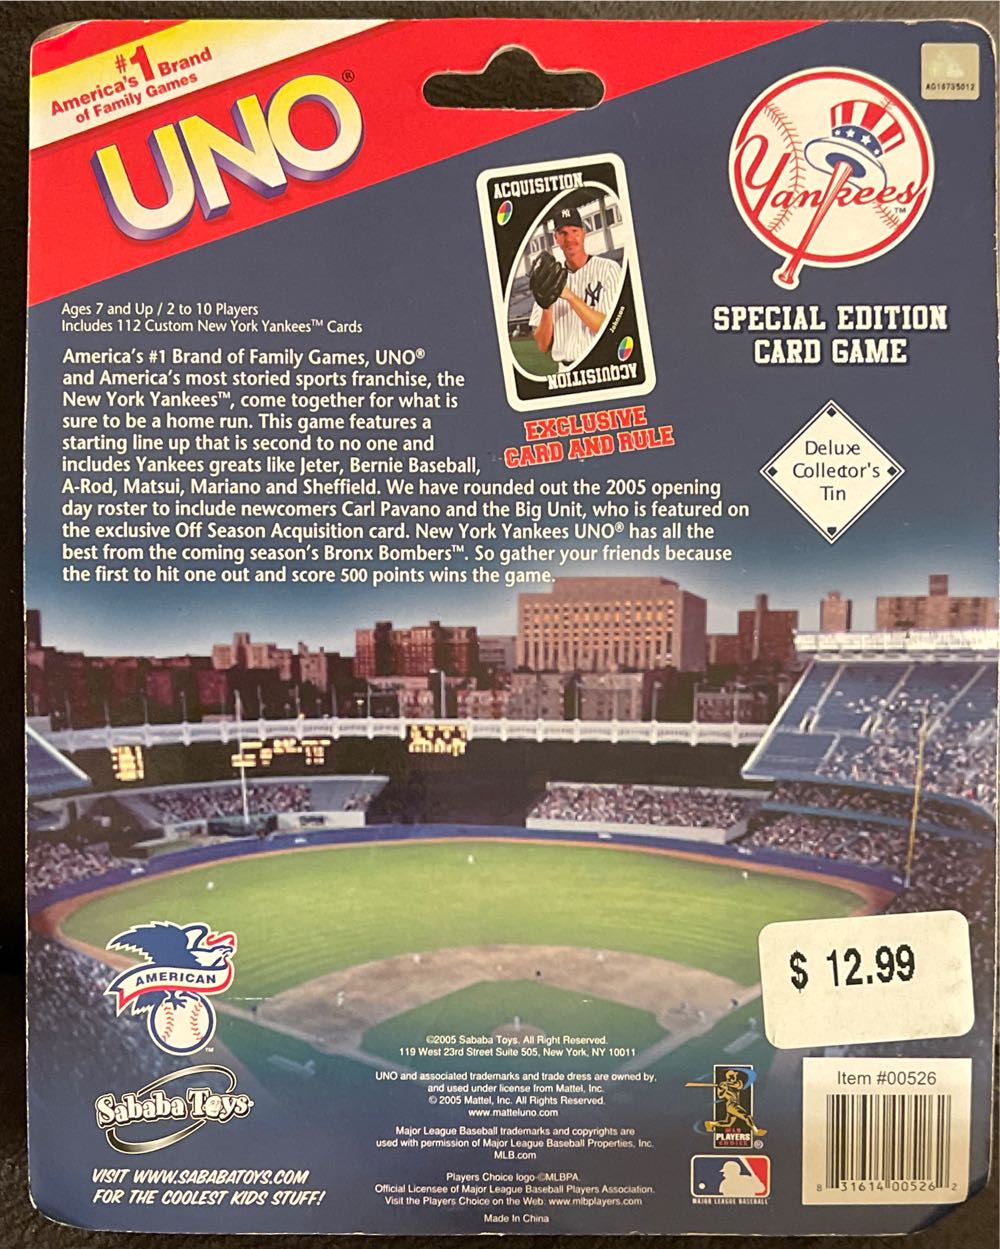 #1 Brand
America's
of Family Games
UNO®
AG16735012
Yankees™
ACQUISITION
NY
Johnson
ACQUISITION
EXCLUSIVE
CARD AND RULE
SPECIAL EDITION
CARD GAME
Deluxe
Collector's
Tin
Ages 7 and Up / 2 to 10 Players
Includes 112 Custom New York Yankees™ Cards
America's #1 Brand of Family Games, UNO®
and America's most storied sports franchise, the
New York Yankees™, come together for what is
sure to be a home run. This game features a
starting line up that is second to no one and
includes Yankees greats like Jeter, Bernie Baseball,
A-Rod, Matsui, Mariano and Sheffield. We have rounded out the 2005 opening
day roster to include newcomers Carl Pavano and the Big Unit, who is featured on
the exclusive Off Season Acquisition card. New York Yankees UNO® has all the
best from the coming season's Bronx Bombers™. So gather your friends because
the first to hit one out and score 500 points wins the game.
$ 12.99
AMERICAN
™
Sababa Toys
VISIT WWW.SABABATOYS.COM
FOR THE COOLEST KIDS STUFF!
©2005 Sababa Toys. All Right Reserved.
119 West 23rd Street Suite 505, New York, NY 10011
UNO and associated trademarks and trade dress are owned by,
and used under license from Mattel, Inc.
© 2005 Mattel, Inc. All Rights Reserved.
www.matteluno.com
Major League Baseball trademarks and copyrights are
used with permission of Major League Baseball Properties, Inc.
MLB.com
Players Choice logo-©MLBPA.
Official Licensee of Major League Baseball Players Association.
Visit the Players Choice on the Web: www.mlbplayers.com
Made In China
MLB
PLAYERS
CHOICE ®
MAJOR LEAGUE BASEBALL
Item #00526
8 31614 00526 2